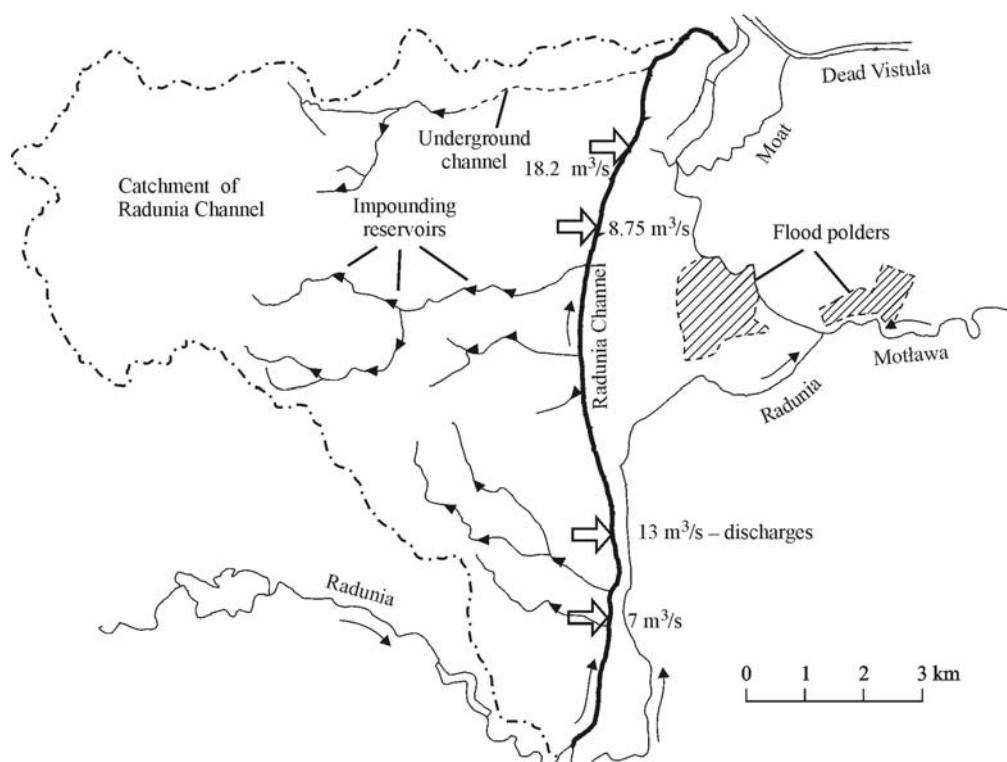 Dead Vistula
Underground
channel
Moat
18.2 m³/s
Catchment of
Radunia Channel
Impounding
reservoirs
8.75 m³/s
Flood polders
Radunia Channel
Motława
Radunia
13 m³/s – discharges
Radunia
7 m³/s
0 1 2 3 km